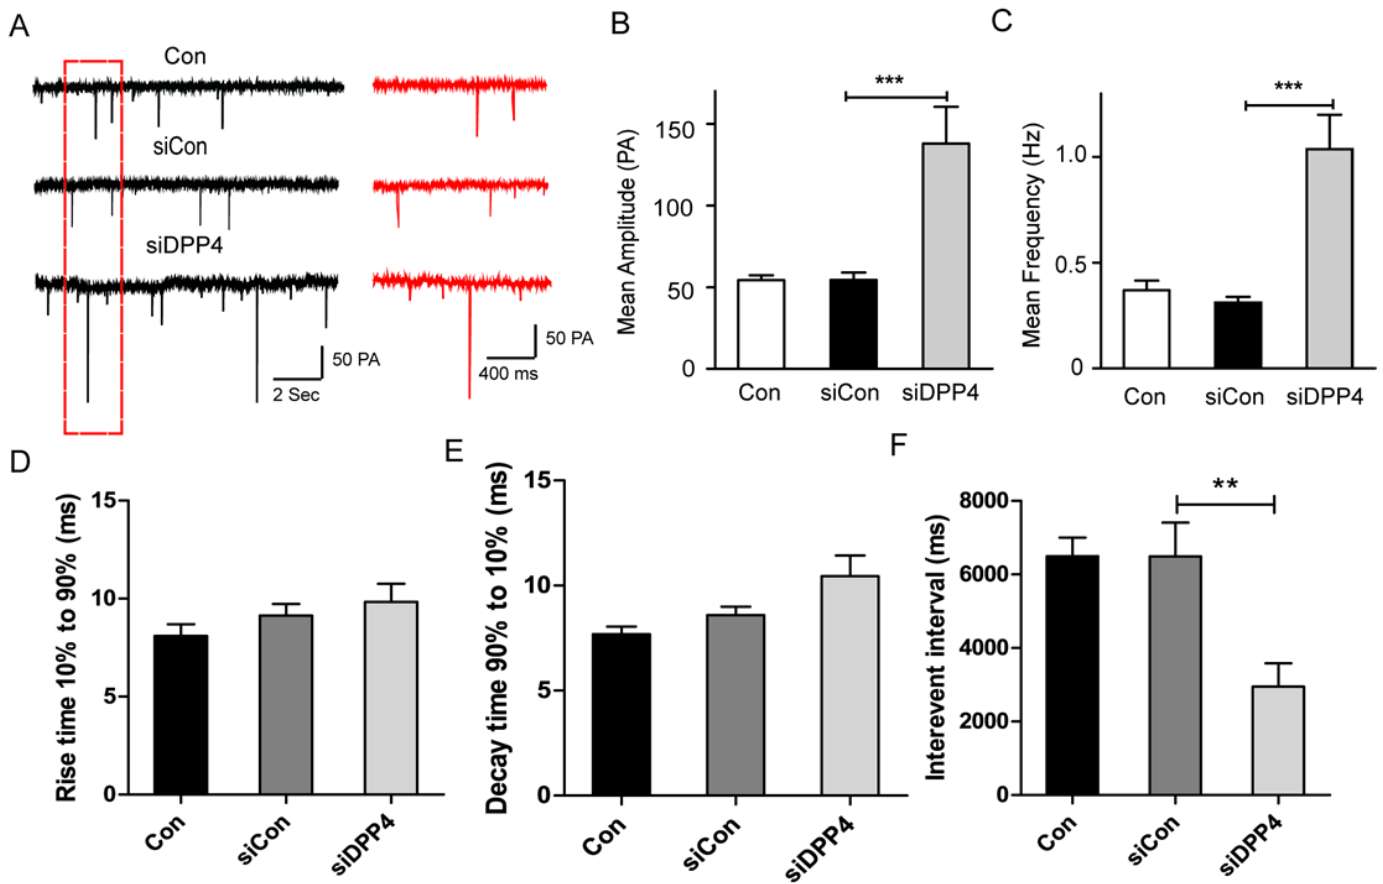 A
Con
siCon
siDPP4
50 PA
2 Sec
50 PA
400 ms
B
Mean Amplitude (PA)
150
100
50
0
***
Con siCon siDPP4
C
Mean Frequency (Hz)
1.0
0.5
0
***
Con siCon siDPP4
D
Rise time 10% to 90% (ms)
15
10
5
0
Con siCon siDPP4
E
Decay time 90% to 10% (ms)
15
10
5
0
Con siCon siDPP4
F
Interevent interval (ms)
8000
6000
4000
2000
0
**
Con siCon siDPP4